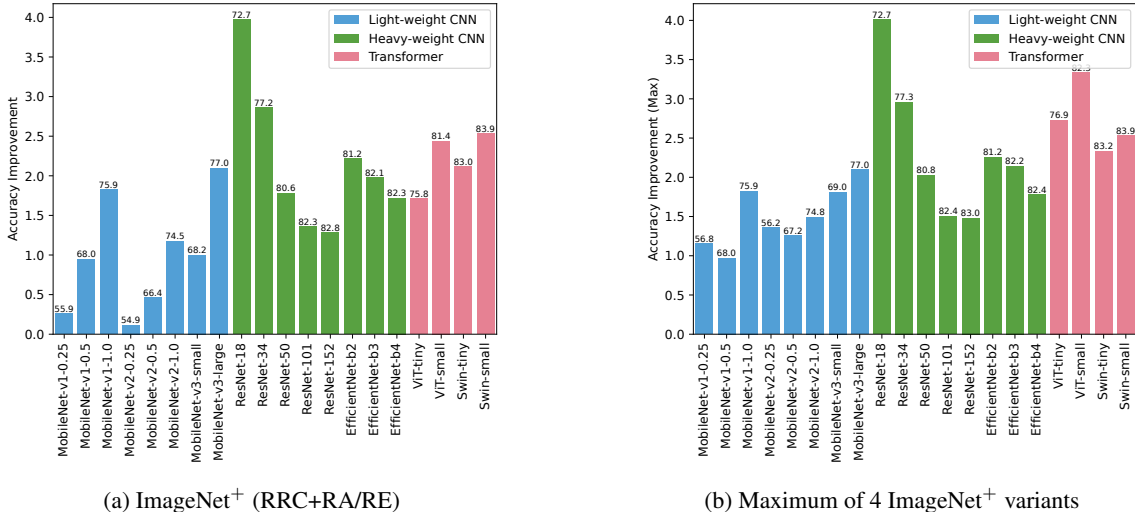 4.0
3.5
3.0
2.5
2.0
1.5
1.0
0.5
0.0
Accuracy Improvement
Light-weight CNN
Heavy-weight CNN
Transformer
55.9
68.0
75.9
54.9
66.4
74.5
68.2
77.0
72.7
77.2
80.6
82.3
82.8
81.2
82.1
82.3
75.8
81.4
83.0
83.9
MobileNet-v1-0.25
MobileNet-v1-0.5
MobileNet-v1-1.0
MobileNet-v2-0.25
MobileNet-v2-0.5
MobileNet-v2-1.0
MobileNet-v3-small
MobileNet-v3-large
ResNet-18
ResNet-34
ResNet-50
ResNet-101
ResNet-152
EfficientNet-b2
EfficientNet-b3
EfficientNet-b4
ViT-tiny
ViT-small
Swin-tiny
Swin-small
(a) ImageNet⁺ (RRC+RA/RE)
4.0
3.5
3.0
2.5
2.0
1.5
1.0
0.5
0.0
Accuracy Improvement (Max)
Light-weight CNN
Heavy-weight CNN
Transformer
56.8
68.0
75.9
56.2
67.2
74.8
69.0
77.0
72.7
77.3
80.8
82.4
83.0
81.2
82.2
82.4
76.9
83.2
83.9
MobileNet-v1-0.25
MobileNet-v1-0.5
MobileNet-v1-1.0
MobileNet-v2-0.25
MobileNet-v2-0.5
MobileNet-v2-1.0
MobileNet-v3-small
MobileNet-v3-large
ResNet-18
ResNet-34
ResNet-50
ResNet-101
ResNet-152
EfficientNet-b2
EfficientNet-b3
EfficientNet-b4
ViT-tiny
ViT-small
Swin-tiny
Swin-small
(b) Maximum of 4 ImageNet⁺ variants